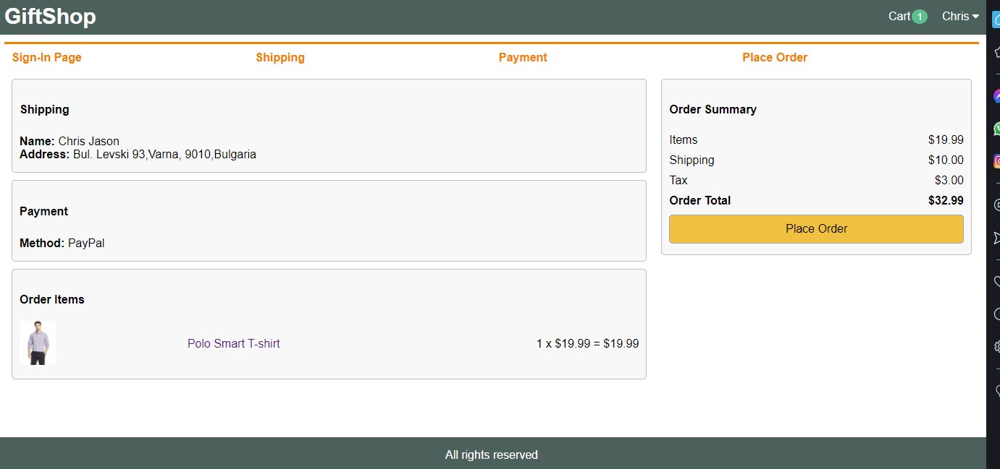 GiftShop
Cart 1 Chris
Sign-In Page Shipping Payment Place Order
Shipping
Name: Chris Jason
Address: Bul. Levski 93,Varna, 9010,Bulgaria
Payment
Method: PayPal
Order Items
Polo Smart T-shirt 1 x $19.99 = $19.99
Order Summary
Items $19.99
Shipping $10.00
Tax $3.00
Order Total $32.99
Place Order
All rights reserved